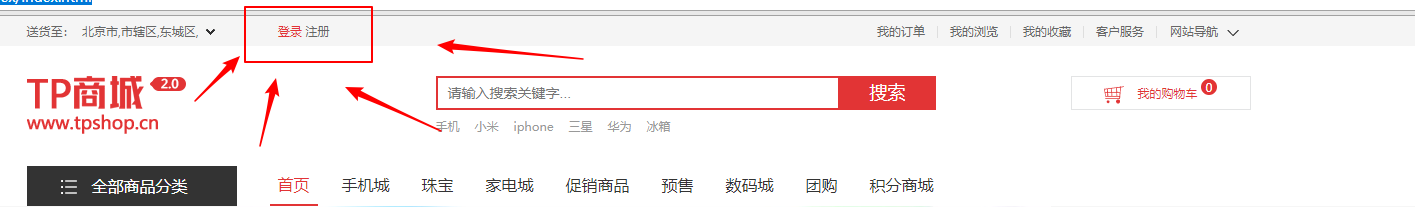 送货至： 北京市,市辖区,东城区, 登录 注册 我的订单 我的浏览 我的收藏 客户服务 网站导航
TP商城 2.0
www.tpshop.cn
请输入搜索关键字... 搜索
我的购物车 0
手机 小米 iphone 三星 华为 冰箱
全部商品分类 首页 手机城 珠宝 家电城 促销商品 预售 数码城 团购 积分商城